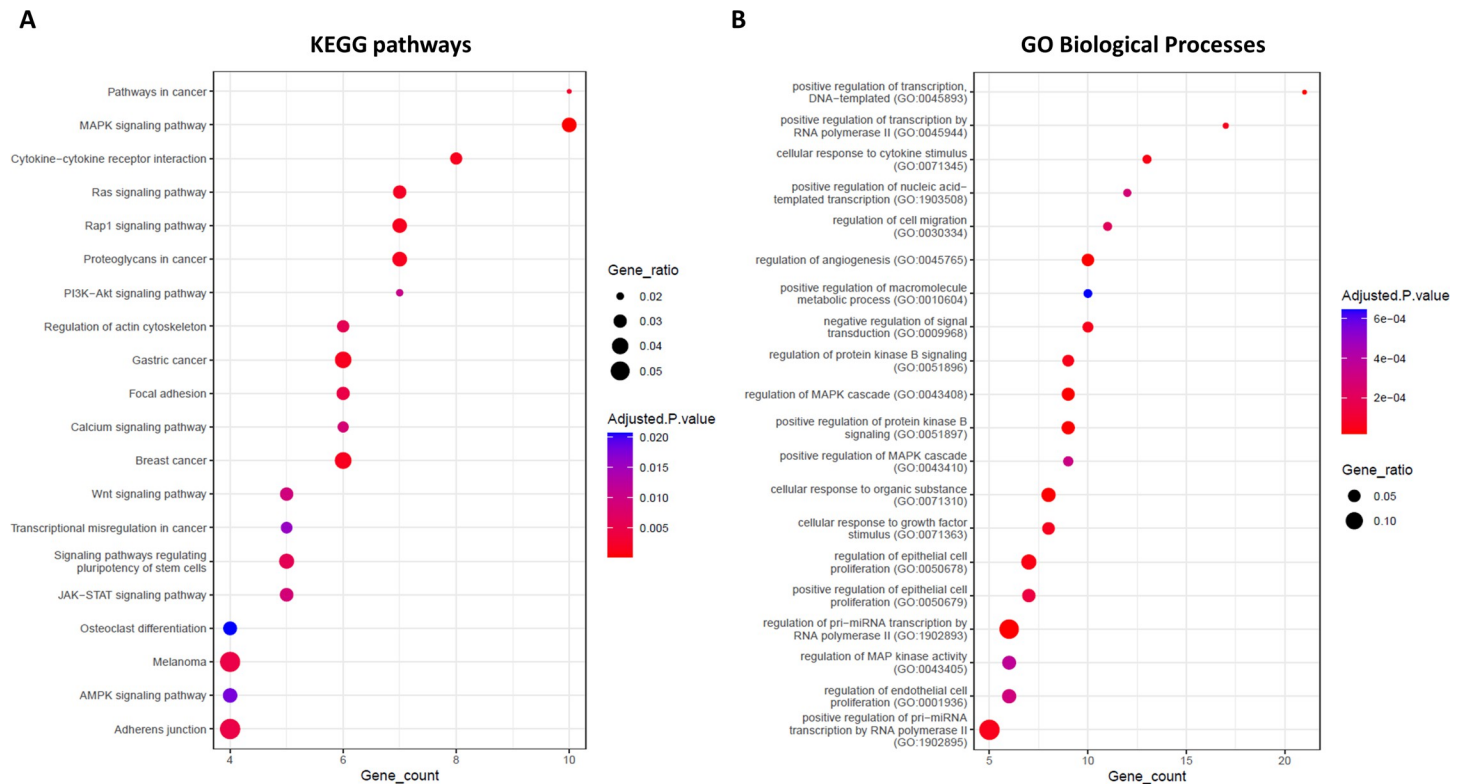 A
KEGG pathways
Pathways in cancer
MAPK signaling pathway
Cytokine−cytokine receptor interaction
Ras signaling pathway
Rap1 signaling pathway
Proteoglycans in cancer
PI3K−Akt signaling pathway
Regulation of actin cytoskeleton
Gastric cancer
Focal adhesion
Calcium signaling pathway
Breast cancer
Wnt signaling pathway
Transcriptional misregulation in cancer
Signaling pathways regulating
pluripotency of stem cells
JAK−STAT signaling pathway
Osteoclast differentiation
Melanoma
AMPK signaling pathway
Adherens junction
4
6
8
10
Gene_count
Gene_ratio
0.02
0.03
0.04
0.05
Adjusted.P.value
0.020
0.015
0.010
0.005
B
GO Biological Processes
positive regulation of transcription,
DNA−templated (GO:0045893)
positive regulation of transcription by
RNA polymerase II (GO:0045944)
cellular response to cytokine stimulus
(GO:0071345)
positive regulation of nucleic acid−
templated transcription (GO:1903508)
regulation of cell migration
(GO:0030334)
regulation of angiogenesis (GO:0045765)
positive regulation of macromolecule
metabolic process (GO:0010604)
negative regulation of signal
transduction (GO:0009968)
regulation of protein kinase B signaling
(GO:0051896)
regulation of MAPK cascade (GO:0043408)
positive regulation of protein kinase B
signaling (GO:0051897)
positive regulation of MAPK cascade
(GO:0043410)
cellular response to organic substance
(GO:0071310)
cellular response to growth factor
stimulus (GO:0071363)
regulation of epithelial cell
proliferation (GO:0050678)
positive regulation of epithelial cell
proliferation (GO:0050679)
regulation of pri−miRNA transcription by
RNA polymerase II (GO:1902893)
regulation of MAP kinase activity
(GO:0043405)
regulation of endothelial cell
proliferation (GO:0001936)
positive regulation of pri−miRNA
transcription by RNA polymerase II
(GO:1902895)
5
10
15
20
Gene_count
Adjusted.P.value
6e−04
4e−04
2e−04
Gene_ratio
0.05
0.10